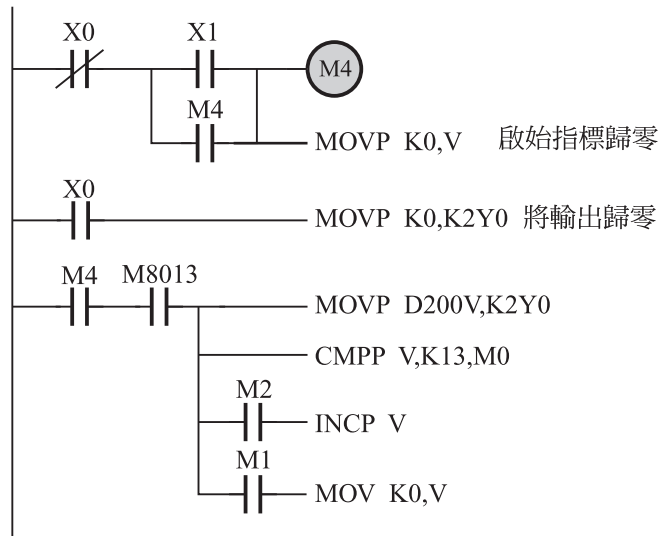 X0 X1 M4
M4
MOVP K0,V 啟始指標歸零
X0
MOVP K0,K2Y0 將輸出歸零
M4 M8013
MOVP D200V,K2Y0
CMPP V,K13,M0
M2
INCP V
M1
MOV K0,V